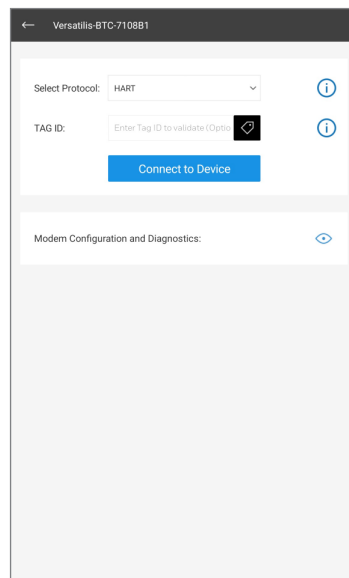 Versatilis-BTC-7108B1
Select Protocol: HART
TAG ID: Enter Tag ID to validate (Optio
Connect to Device
Modem Configuration and Diagnostics: